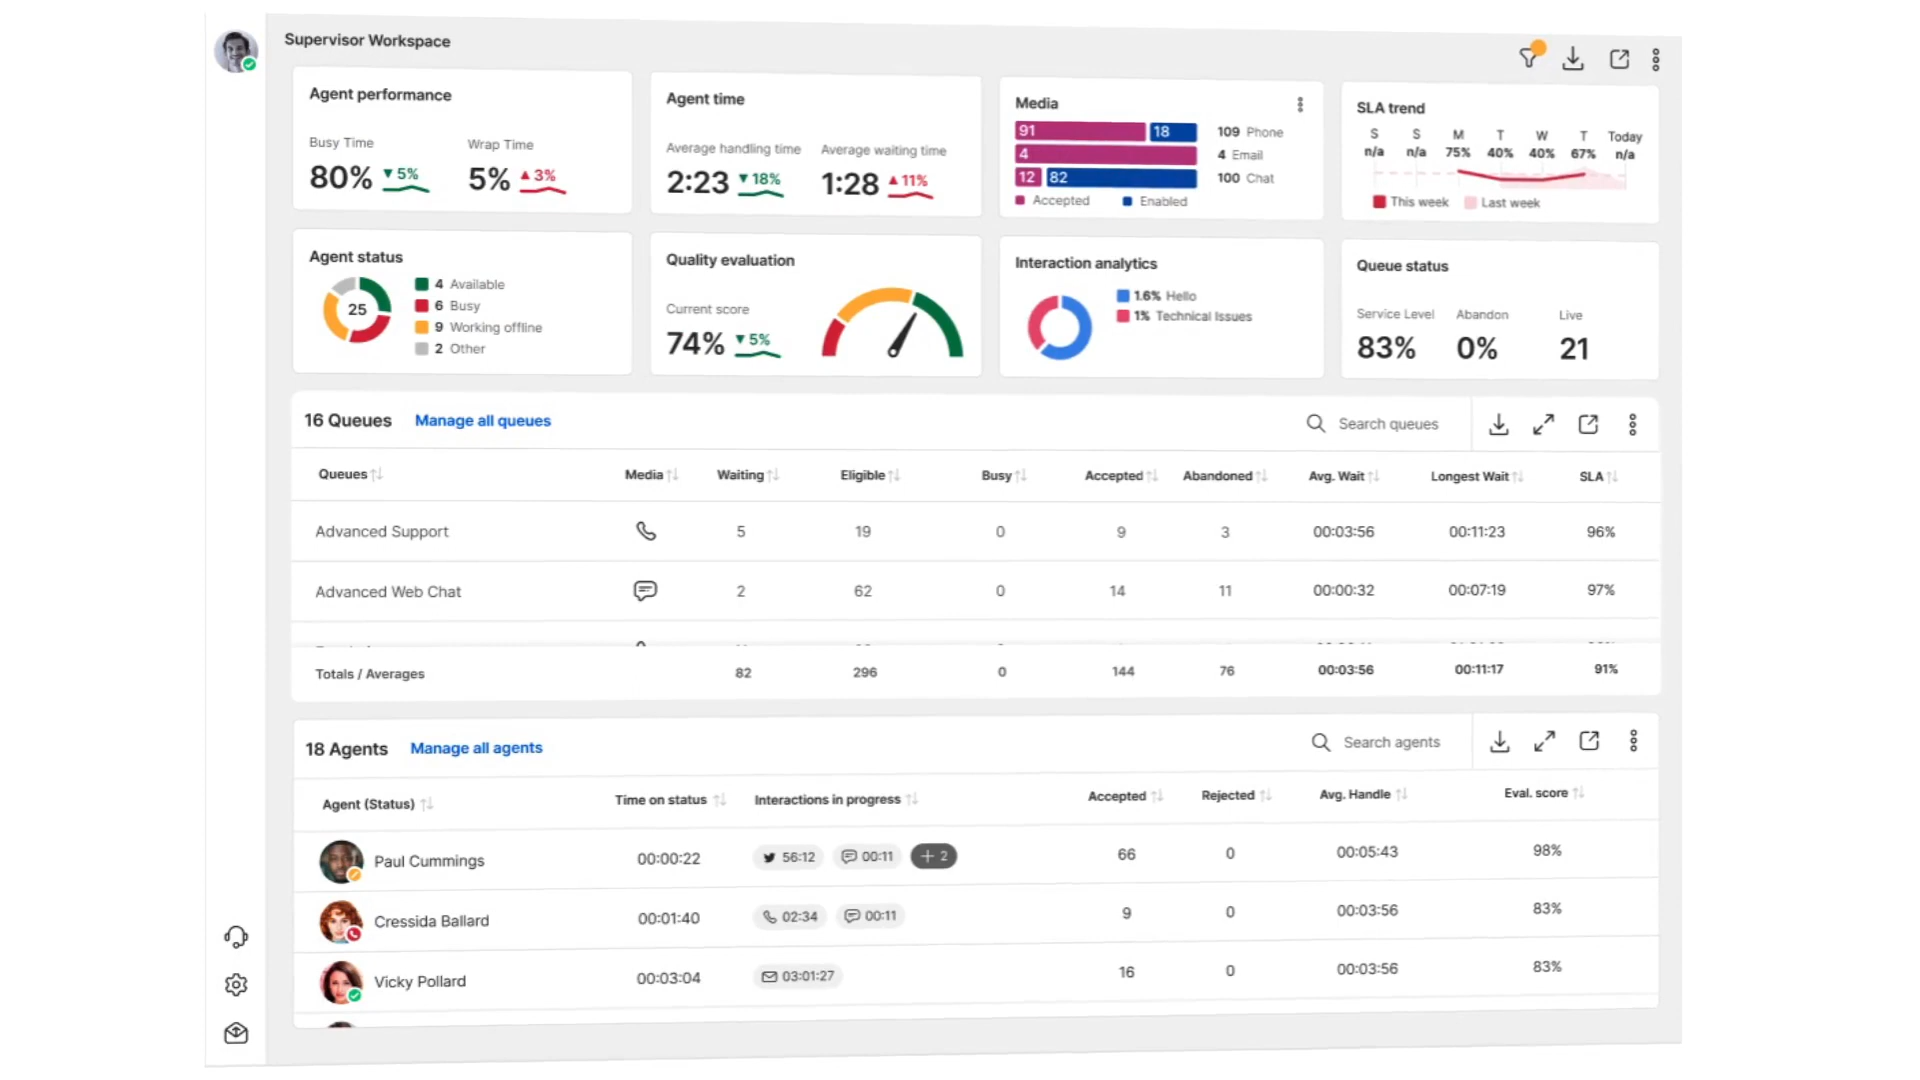 Supervisor Workspace
Agent performance
Busy Time
80%
5%
Wrap Time
5%
3%
Agent time
Average handling time
2:23
18%
Average waiting time
1:28
11%
Media
91
18
109 Phone
4
4 Email
12
82
100 Chat
Accepted
Enabled
SLA trend
S S M T W T Today
n/a n/a 75% 40% 40% 67% n/a
This week
Last week
Agent status
25
4 Available
6 Busy
9 Working offline
2 Other
Quality evaluation
Current score
74%
5%
Interaction analytics
1.6% Hello
1% Technical Issues
Queue status
Service Level
83%
Abandon
0%
Live
21
16 Queues
Manage all queues
Search queues
Queues Media Waiting Eligible Busy Accepted Abandoned Avg. Wait Longest Wait SLA
Advanced Support 5 19 0 9 3 00:03:56 00:11:23 96%
Advanced Web Chat 2 62 0 14 11 00:00:32 00:07:19 97%
Totals / Averages 82 296 0 144 76 00:03:56 00:11:17 91%
18 Agents
Manage all agents
Search agents
Agent (Status) Time on status Interactions in progress Accepted Rejected Avg. Handle Eval. score
Paul Cummings 00:00:22 56:12 00:11 + 2 66 0 00:05:43 98%
Cressida Ballard 00:01:40 02:34 00:11 9 0 00:03:56 83%
Vicky Pollard 00:03:04 03:01:27 16 0 00:03:56 83%